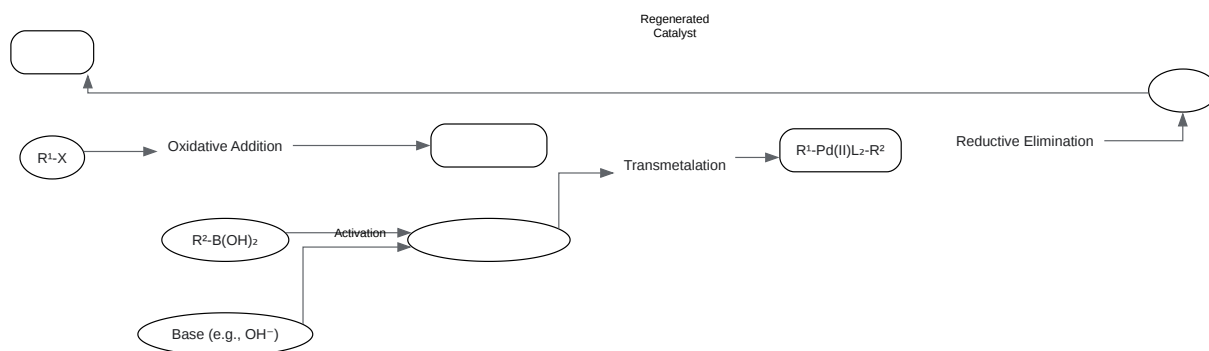 Regenerated
Catalyst
R¹-X
Oxidative Addition
R¹-Pd(II)L₂-R²
Reductive Elimination
Transmetalation
R²-B(OH)₂
Activation
Base (e.g., OH⁻)